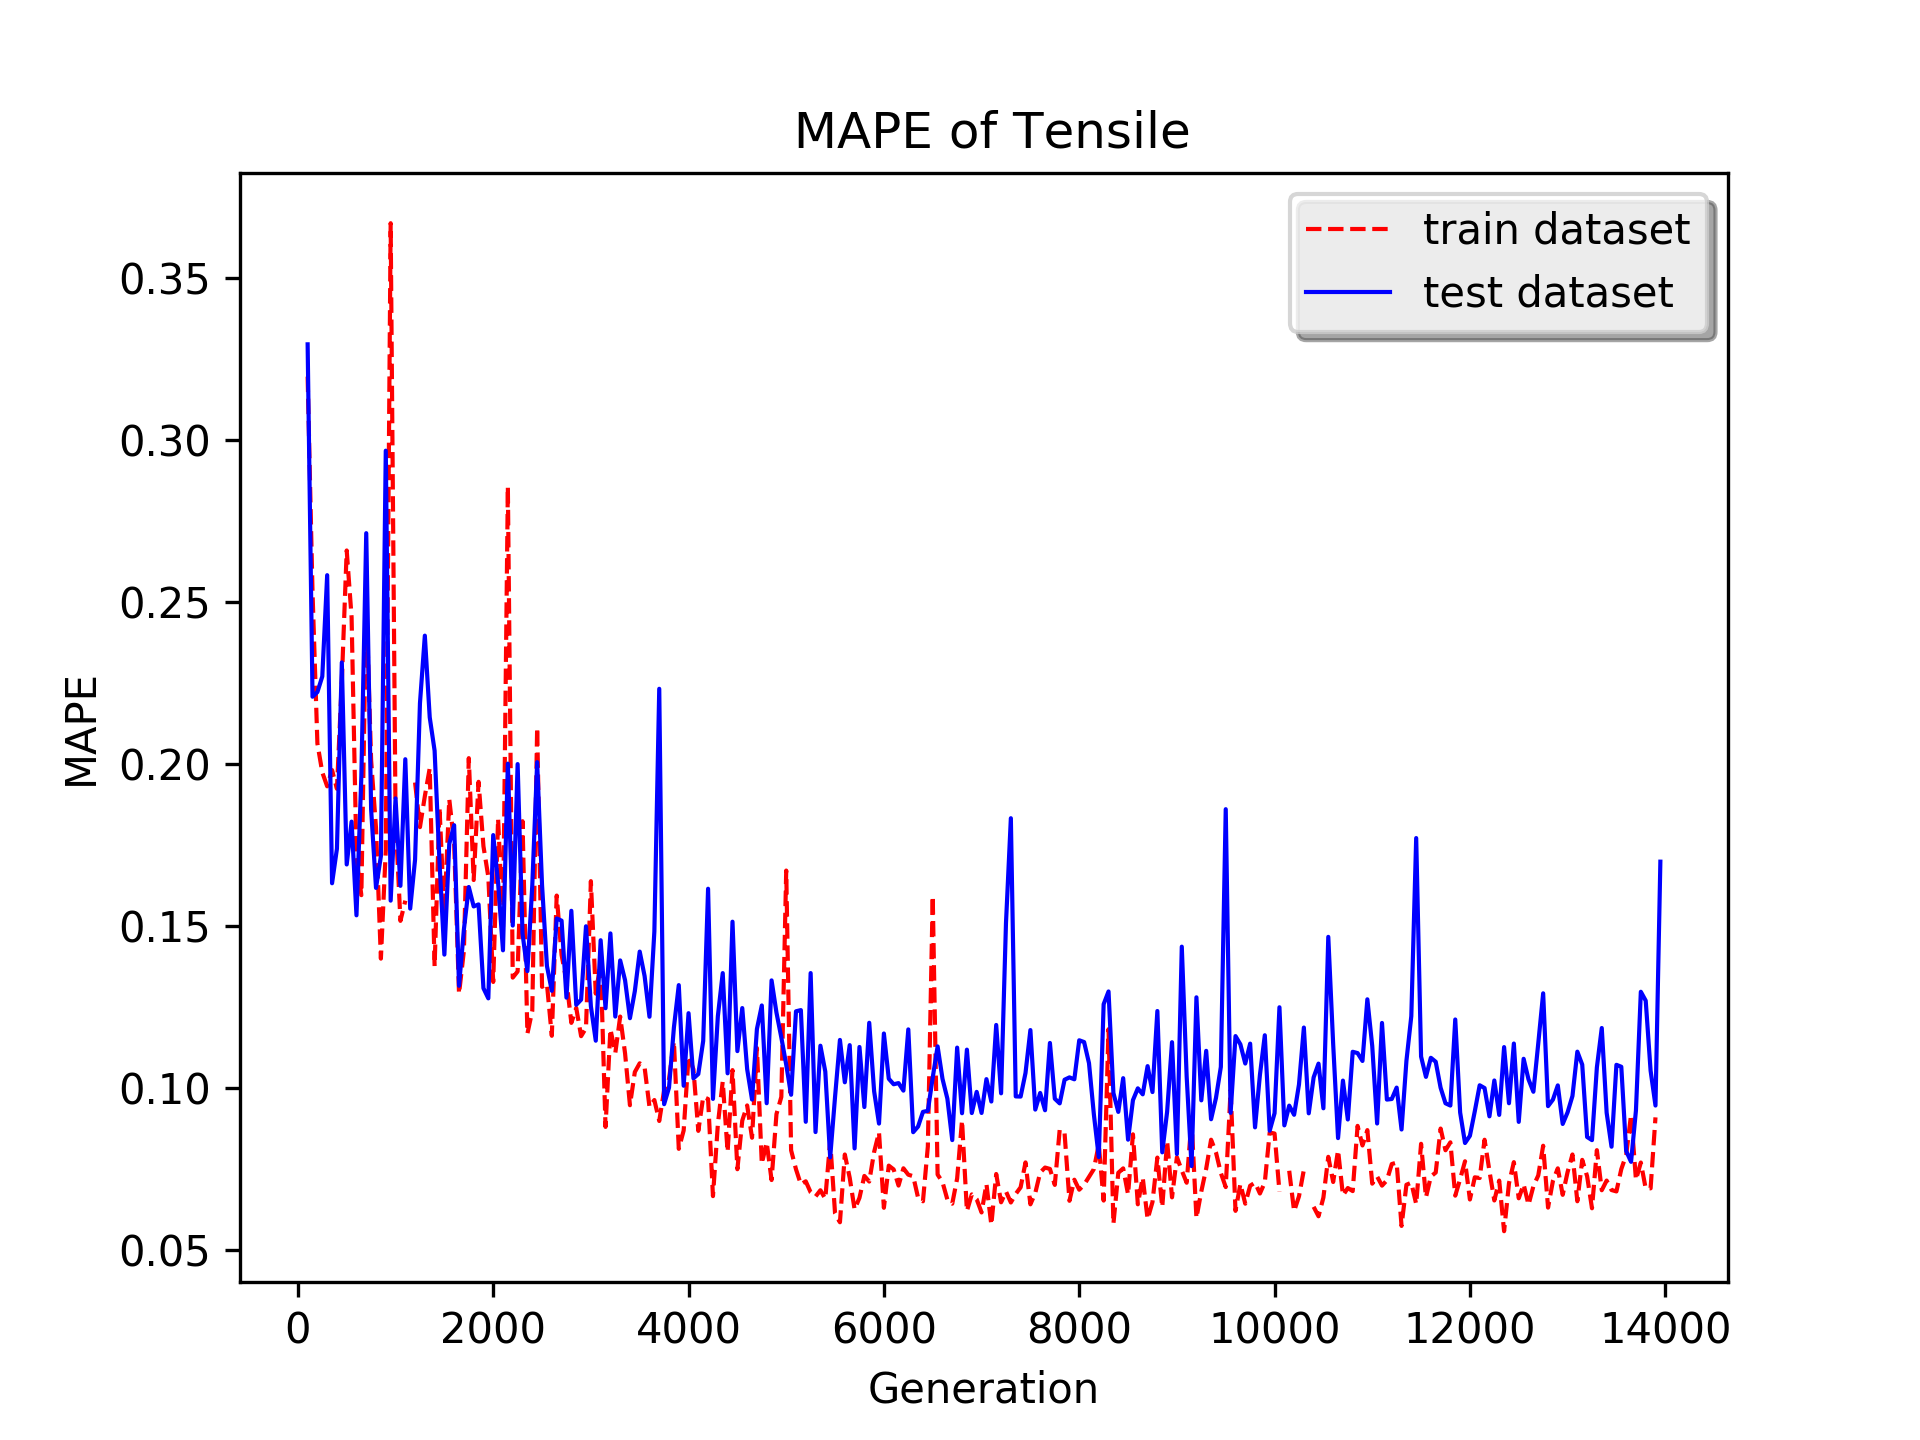 MAPE of Tensile
train dataset
test dataset
MAPE
0.35
0.30
0.25
0.20
0.15
0.10
0.05
0 2000 4000 6000 8000 10000 12000 14000
Generation